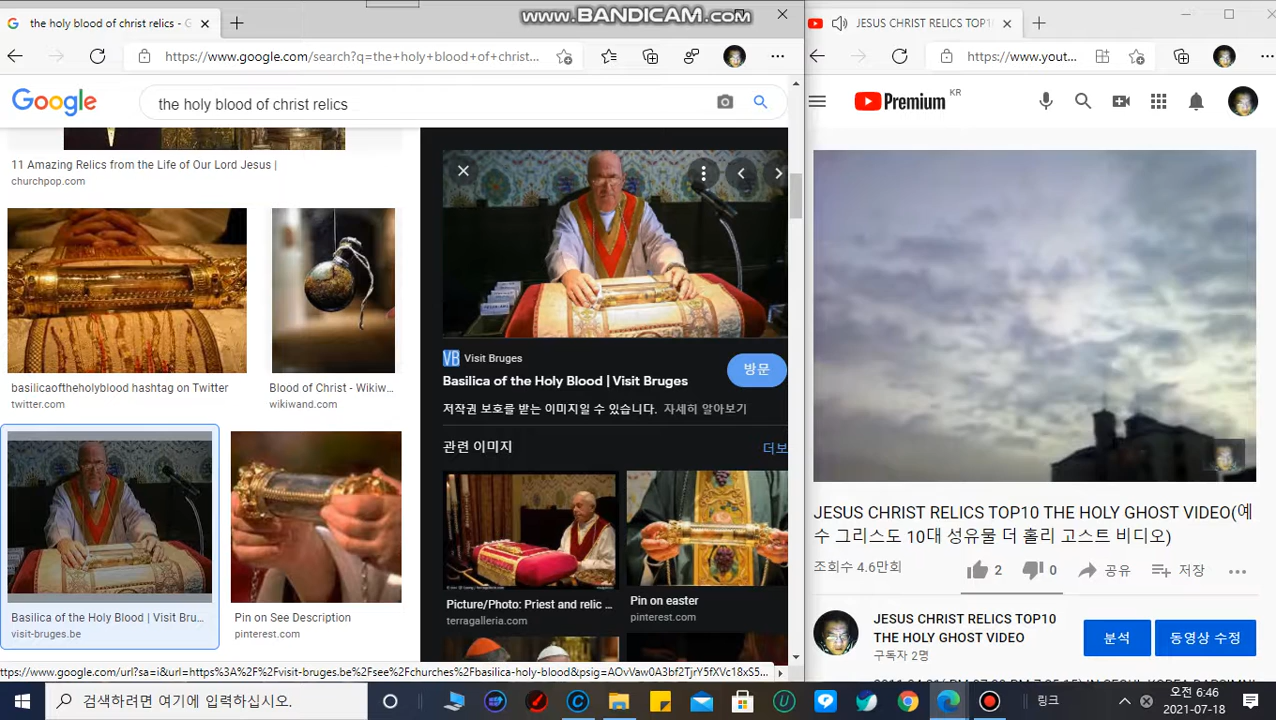 the holy blood of christ relics - G
www.BANDICAM.com
https://www.google.com/search?q=the+holy+blood+of+christ...
Google
the holy blood of christ relics
11 Amazing Relics from the Life of Our Lord Jesus |
churchpop.com
basilicaoftheholyblood hashtag on Twitter
twitter.com
Blood of Christ - Wikiw...
wikiwand.com
Basilica of the Holy Blood | Visit Bru...
visit-bruges.be
Pin on See Description
pinterest.com
VB Visit Bruges
Basilica of the Holy Blood | Visit Bruges
방문
저작권 보호를 받는 이미지일 수 있습니다. 자세히 알아보기
관련 이미지
더보
Picture/Photo: Priest and relic ...
terragalleria.com
Pin on easter
pinterest.com
https://www.google.com/url?sa=i&url=https%3A%2F%2Fvisit-bruges.be%2Fsee%2Fchurches%2Fbasilica-holy-blood&psig=AOvVaw0A3bf2TjrY5fXVc18xS5...
JESUS CHRIST RELICS TOP1
https://www.yout...
Premium KR
JESUS CHRIST RELICS TOP10 THE HOLY GHOST VIDEO(예
수 그리스도 10대 성유물 더 홀리 고스트 비디오)
조회수 4.6만회
2
0
공유
저장
JESUS CHRIST RELICS TOP10
THE HOLY GHOST VIDEO
구독자 2명
분석
동영상 수정
검색하려면 여기에 입력하십시오.
링크
오전 6:46
2021-07-18